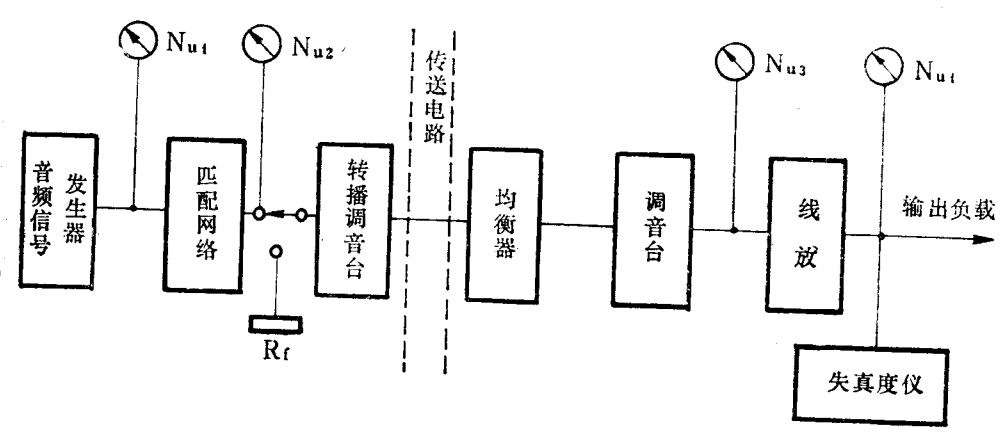 Nu1
Nu2
传送电路
Nu3
Nu4
音频信号
发生器
匹配网络
转播调音台
均衡器
调音台
线放
输出负载
Rf
失真度仪